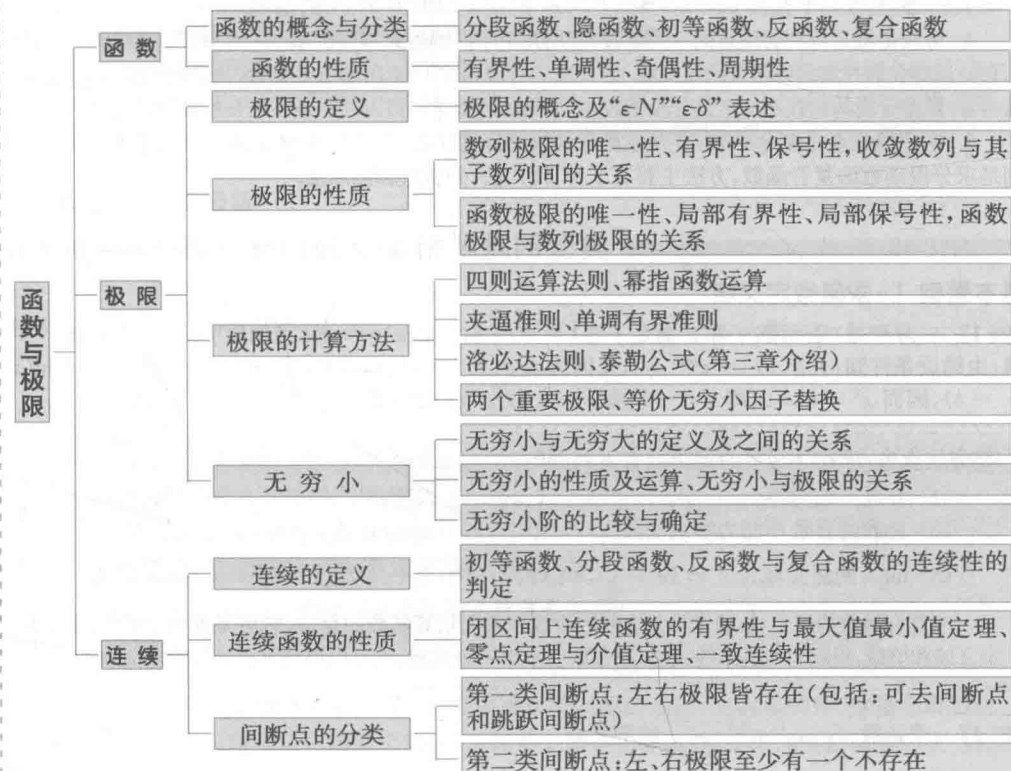 函数与极限
函数
函数的概念与分类
分段函数、隐函数、初等函数、反函数、复合函数
函数的性质
有界性、单调性、奇偶性、周期性
极限
极限的定义
极限的概念及“ε-N”“ε-δ”表述
极限的性质
数列极限的唯一性、有界性、保号性,收敛数列与其
子数列间的关系
函数极限的唯一性、局部有界性、局部保号性,函数
极限与数列极限的关系
极限的计算方法
四则运算法则、幂指函数运算
夹逼准则、单调有界准则
洛必达法则、泰勒公式(第三章介绍)
两个重要极限、等价无穷小因子替换
无穷小
无穷小与无穷大的定义及之间的关系
无穷小的性质及运算、无穷小与极限的关系
无穷小阶的比较与确定
连续
连续的定义
初等函数、分段函数、反函数与复合函数的连续性的
判定
连续函数的性质
闭区间上连续函数的有界性与最大值最小值定理、
零点定理与介值定理、一致连续性
间断点的分类
第一类间断点:左右极限皆存在(包括:可去间断点
和跳跃间断点)
第二类间断点:左、右极限至少有一个不存在